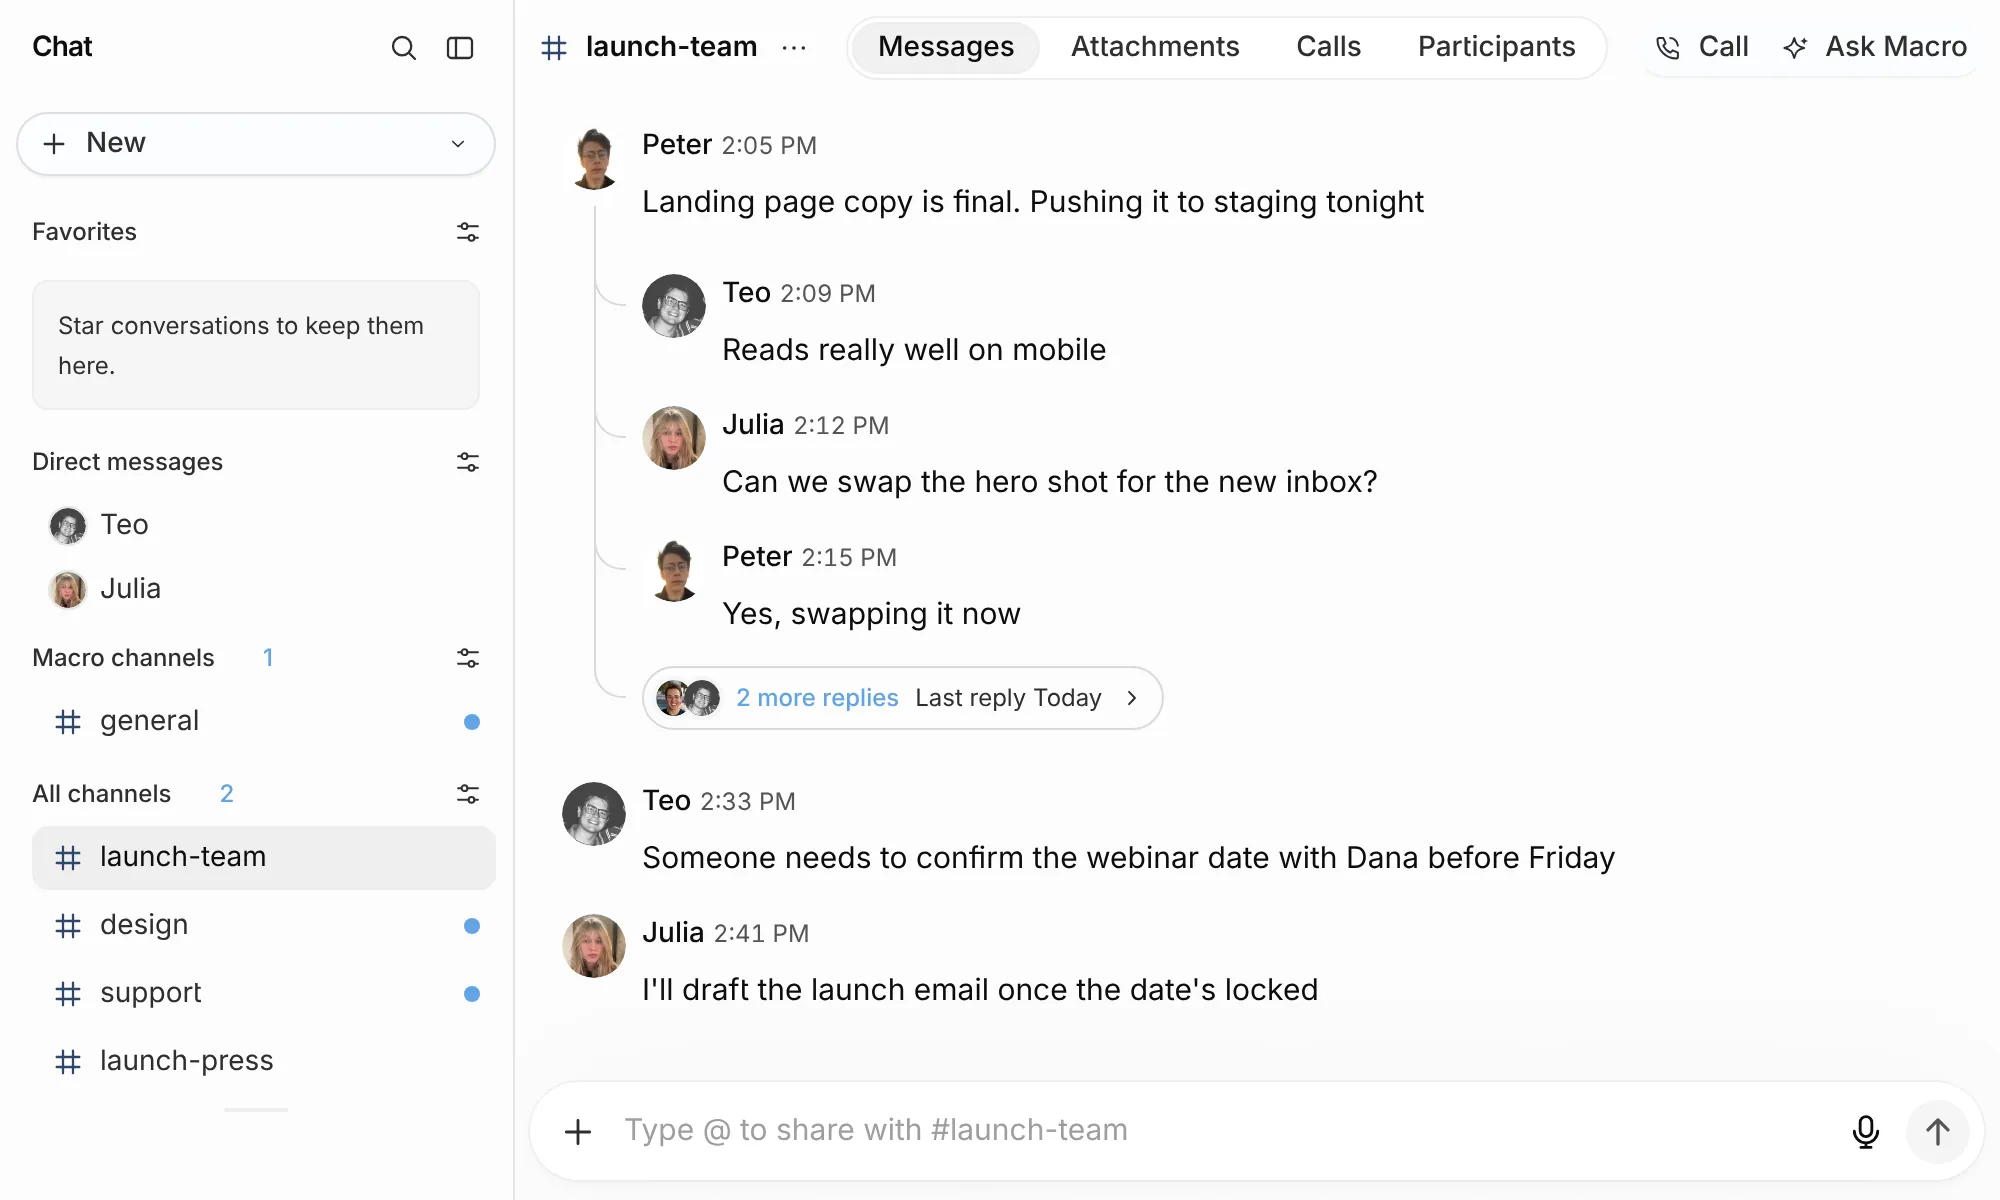 Chat
New
Favorites
Star conversations to keep them
here.
Direct messages
Teo
Julia
Macro channels 1
general
All channels 2
launch-team
design
support
launch-press
launch-team ··· Messages Attachments Calls Participants Call Ask Macro
Peter 2:05 PM
Landing page copy is final. Pushing it to staging tonight
Teo 2:09 PM
Reads really well on mobile
Julia 2:12 PM
Can we swap the hero shot for the new inbox?
Peter 2:15 PM
Yes, swapping it now
2 more replies Last reply Today
Teo 2:33 PM
Someone needs to confirm the webinar date with Dana before Friday
Julia 2:41 PM
I'll draft the launch email once the date's locked
Type @ to share with #launch-team